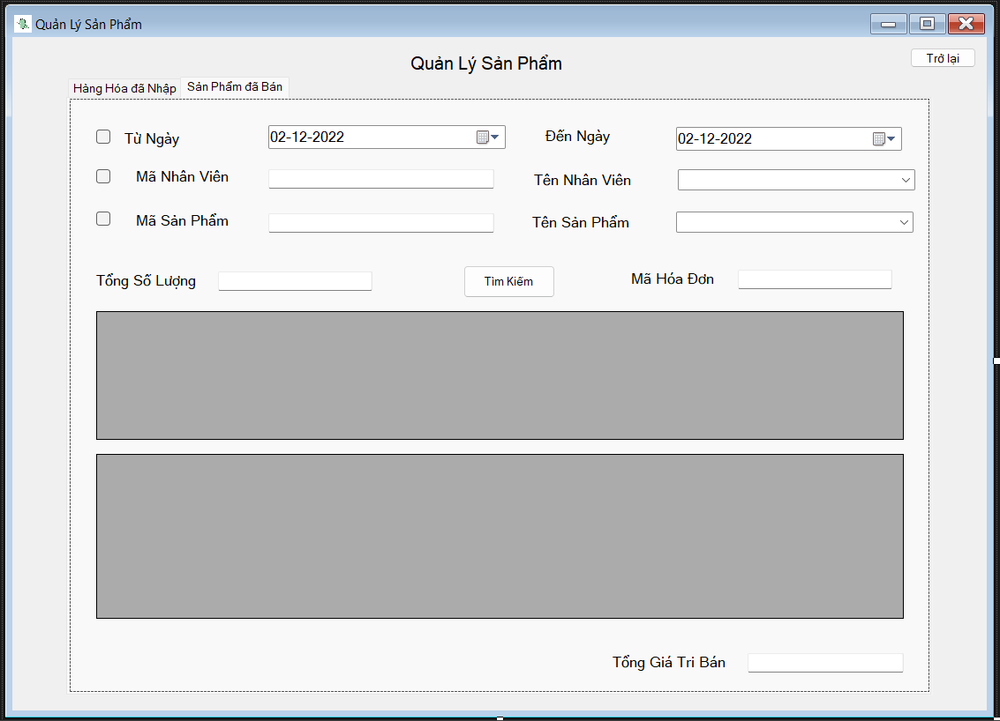 Quản Lý Sản Phẩm
Quản Lý Sản Phẩm
Trở lại
Hàng Hóa đã Nhập Sản Phẩm đã Bán
Từ Ngày 02-12-2022 Đến Ngày 02-12-2022
Mã Nhân Viên Tên Nhân Viên
Mã Sản Phẩm Tên Sản Phẩm
Tổng Số Lượng Tìm Kiếm Mã Hóa Đơn
Tổng Giá Tri Bán